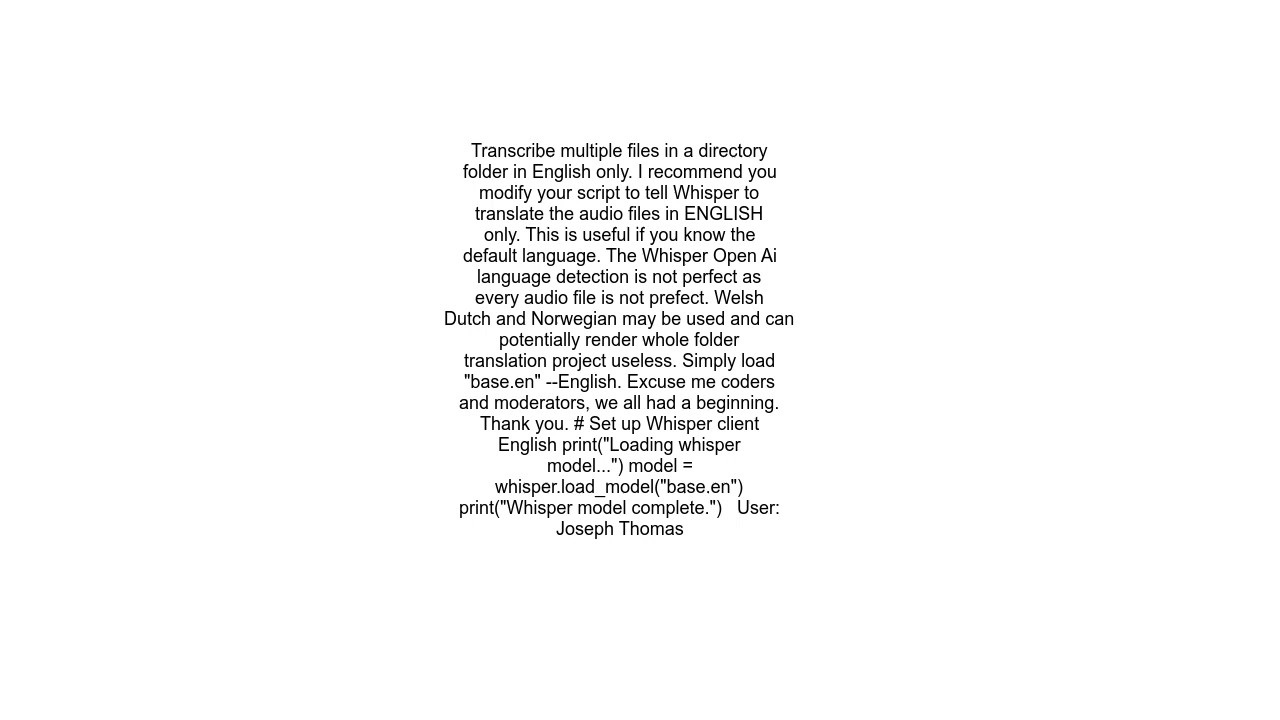 Transcribe multiple files in a directory
folder in English only. I recommend you
modify your script to tell Whisper to
translate the audio files in ENGLISH
only. This is useful if you know the
default language. The Whisper Open Ai
language detection is not perfect as
every audio file is not prefect. Welsh
Dutch and Norwegian may be used and can
potentially render whole folder
translation project useless. Simply load
"base.en" --English. Excuse me coders
and moderators, we all had a beginning.
Thank you. # Set up Whisper client
English print("Loading whisper
model...") model =
whisper.load_model("base.en")
print("Whisper model complete.")   User:
Joseph Thomas